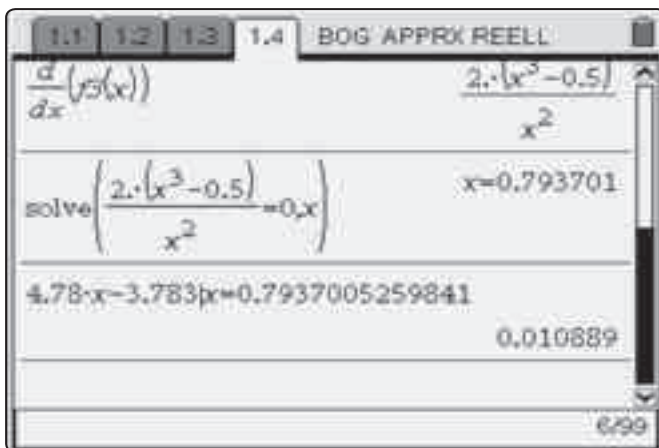 1.1 1.2 1.3 1.4 BOG APPRX REELL
d/dx(f5(x)) 2.·(x^3-0.5)/x^2
solve(2.·(x^3-0.5)/x^2=0,x) x=0.793701
4.78·x-3.783|x=0.7937005259841
0.010889
6/99